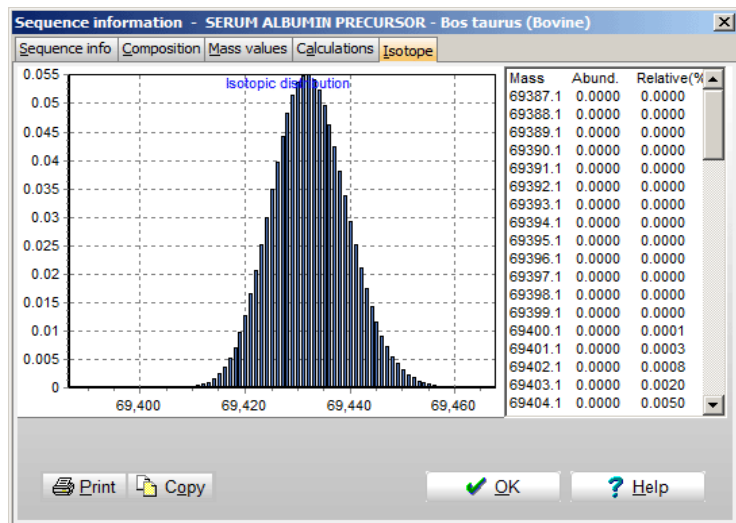 Sequence information - SERUM ALBUMIN PRECURSOR - Bos taurus (Bovine)
Sequence info Composition Mass values Calculations Isotope
Isotopic distribution
0.055
0.05
0.045
0.04
0.035
0.03
0.025
0.02
0.015
0.01
0.005
0
69,400 69,420 69,440 69,460
Mass Abund. Relative(%
69387.1 0.0000 0.0000
69388.1 0.0000 0.0000
69389.1 0.0000 0.0000
69390.1 0.0000 0.0000
69391.1 0.0000 0.0000
69392.1 0.0000 0.0000
69393.1 0.0000 0.0000
69394.1 0.0000 0.0000
69395.1 0.0000 0.0000
69396.1 0.0000 0.0000
69397.1 0.0000 0.0000
69398.1 0.0000 0.0000
69399.1 0.0000 0.0000
69400.1 0.0000 0.0001
69401.1 0.0000 0.0003
69402.1 0.0000 0.0008
69403.1 0.0000 0.0020
69404.1 0.0000 0.0050
Print Copy OK Help